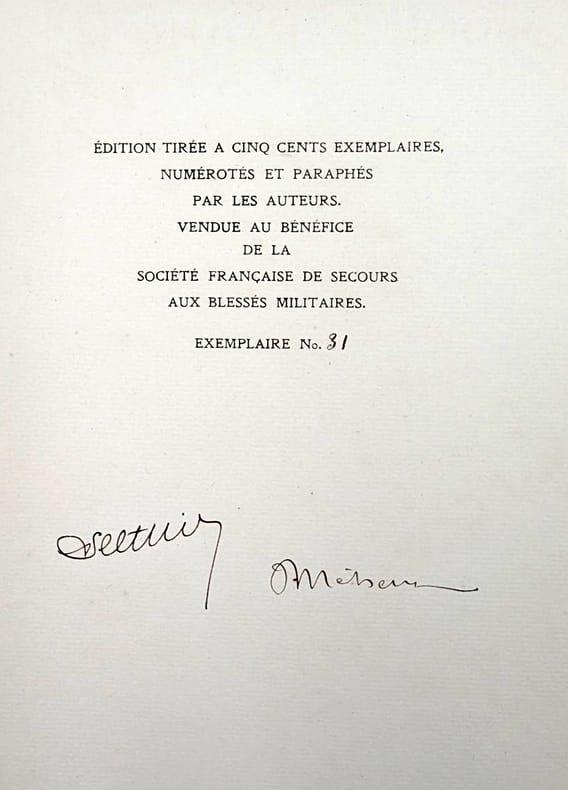 ÉDITION TIRÉE A CINQ CENTS EXEMPLAIRES,
NUMÉROTÉS ET PARAPHÉS
PAR LES AUTEURS.
VENDUE AU BÉNÉFICE
DE LA
SOCIÉTÉ FRANÇAISE DE SECOURS
AUX BLESSÉS MILITAIRES.
EXEMPLAIRE No. 31